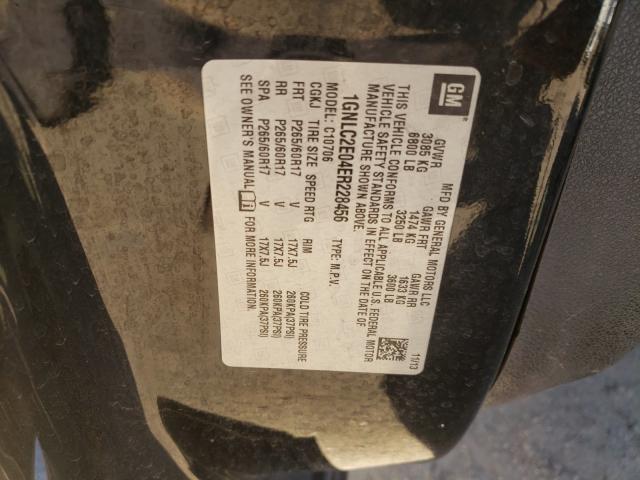 GM
MFD BY GENERAL MOTORS LLC
GVWR GAWR FRT GAWR RR
3085 KG 1474 KG 1633 KG
6800 LB 3250 LB 3600 LB
11/13
THIS VEHICLE CONFORMS TO ALL APPLICABLE U.S. FEDERAL MOTOR
VEHICLE SAFETY STANDARDS IN EFFECT ON THE DATE OF
MANUFACTURE SHOWN ABOVE.
1GNLC2E04ER228456 TYPE: M.P.V.
MODEL: C10706
CGKJ TIRE SIZE SPEED RTG RIM COLD TIRE PRESSURE
FRT P265/60R17 V 17X7.5J 260KPA(37PSI)
RR P265/60R17 V 17X7.5J 260KPA(37PSI)
SPA P265/60R17 V 17X7.5J 260KPA(37PSI)
SEE OWNER'S MANUAL FOR MORE INFORMATION.